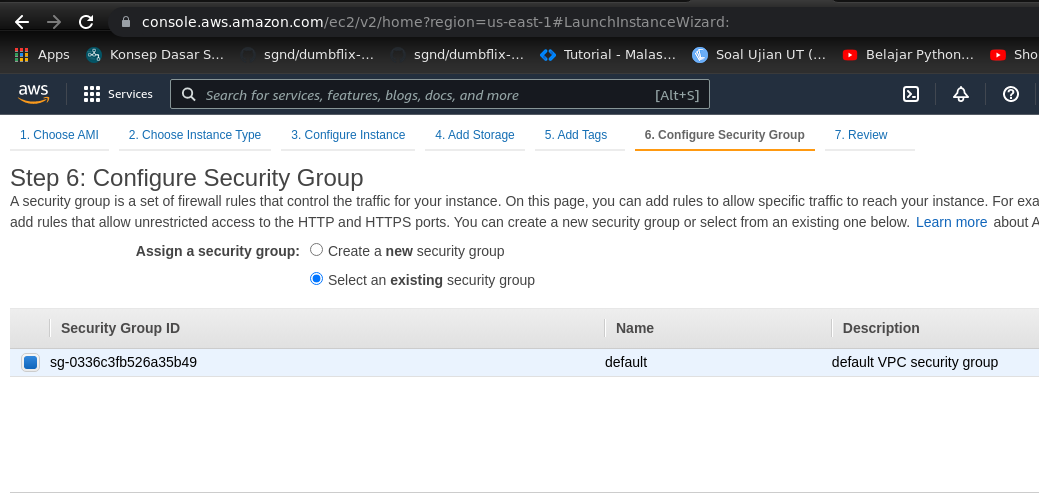 console.aws.amazon.com/ec2/v2/home?region=us-east-1#LaunchInstanceWizard:
Apps Konsep Dasar S... sgnd/dumbflix-... sgnd/dumbflix-... Tutorial - Malas... Soal Ujian UT (... Belajar Python... Sho
aws Services Search for services, features, blogs, docs, and more [Alt+S]
1. Choose AMI 2. Choose Instance Type 3. Configure Instance 4. Add Storage 5. Add Tags 6. Configure Security Group 7. Review
Step 6: Configure Security Group
A security group is a set of firewall rules that control the traffic for your instance. On this page, you can add rules to allow specific traffic to reach your instance. For exa
add rules that allow unrestricted access to the HTTP and HTTPS ports. You can create a new security group or select from an existing one below. Learn more about A
Assign a security group: Create a new security group
Select an existing security group
Security Group ID Name Description
sg-0336c3fb526a35b49 default default VPC security group